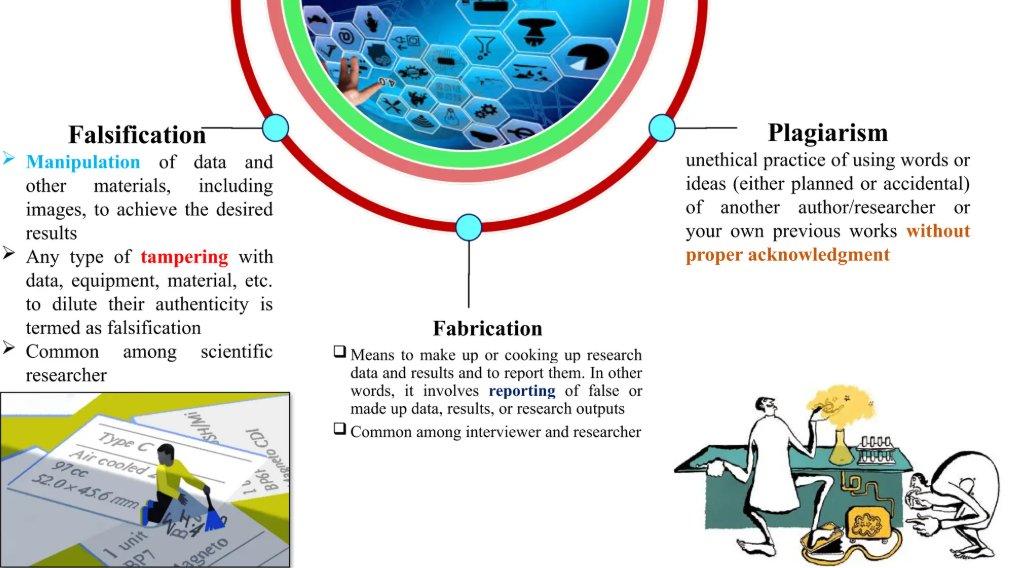 Falsification
Manipulation of data and
other materials, including
images, to achieve the desired
results
Any type of tampering with
data, equipment, material, etc.
to dilute their authenticity is
termed as falsification
Common among scientific
researcher
Fabrication
Means to make up or cooking up research
data and results and to report them. In other
words, it involves reporting of false or
made up data, results, or research outputs
Common among interviewer and researcher
Plagiarism
unethical practice of using words or
ideas (either planned or accidental)
of another author/researcher or
your own previous works without
proper acknowledgment
Type C
Air cooled
97cc
52.0 x 45.6 mm
1 unit
BP7
Magneto CDI